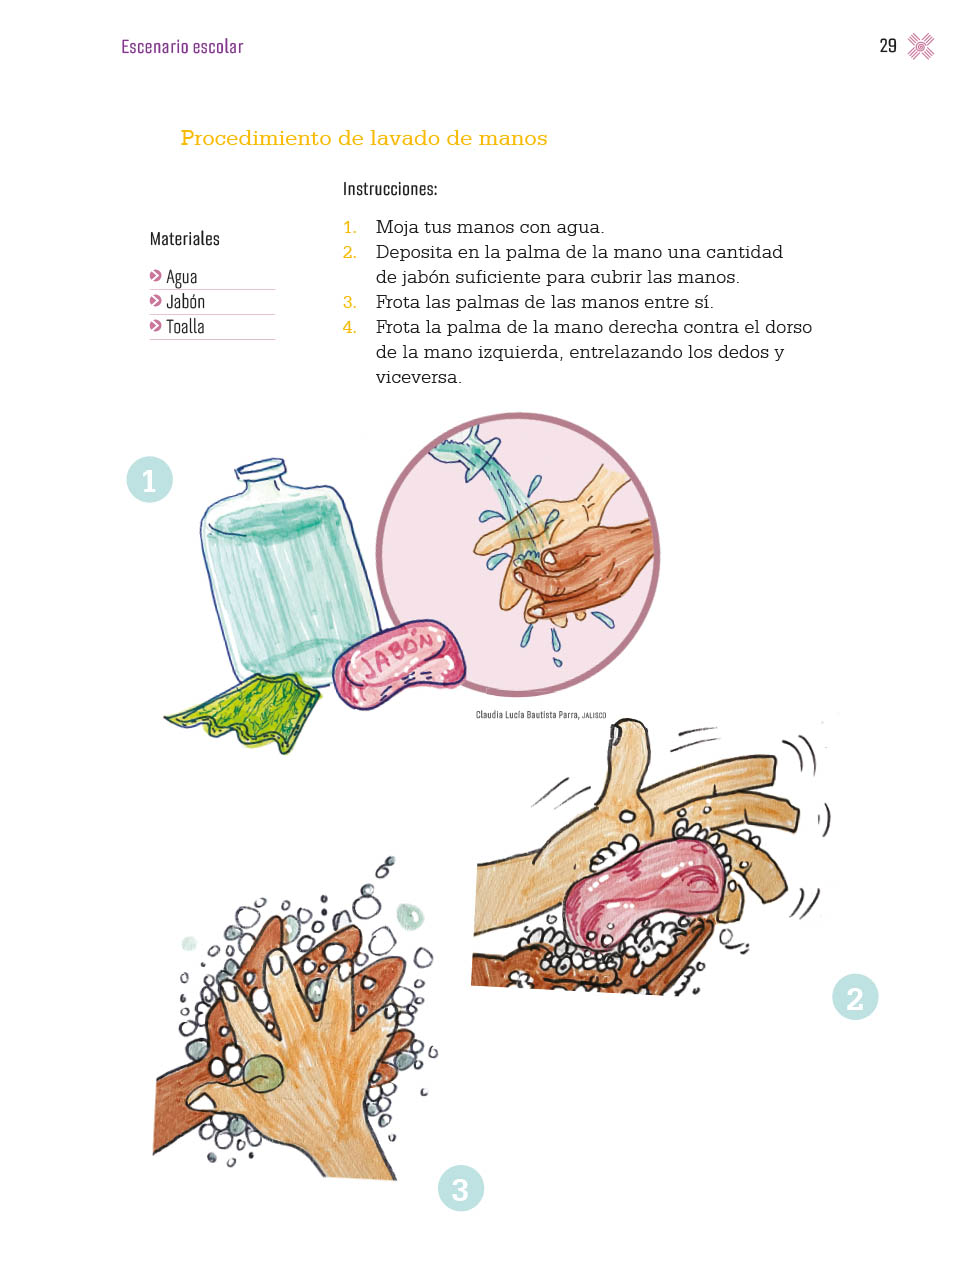 Escenario escolar
29
Procedimiento de lavado de manos
Instrucciones:
Materiales
Agua
Jabón
Toalla
1. Moja tus manos con agua.
2. Deposita en la palma de la mano una cantidad
de jabón suficiente para cubrir las manos.
3. Frota las palmas de las manos entre sí.
4. Frota la palma de la mano derecha contra el dorso
de la mano izquierda, entrelazando los dedos y
viceversa.
1
JABÓN
Claudia Lucía Bautista Parra, JALISCO
2
3